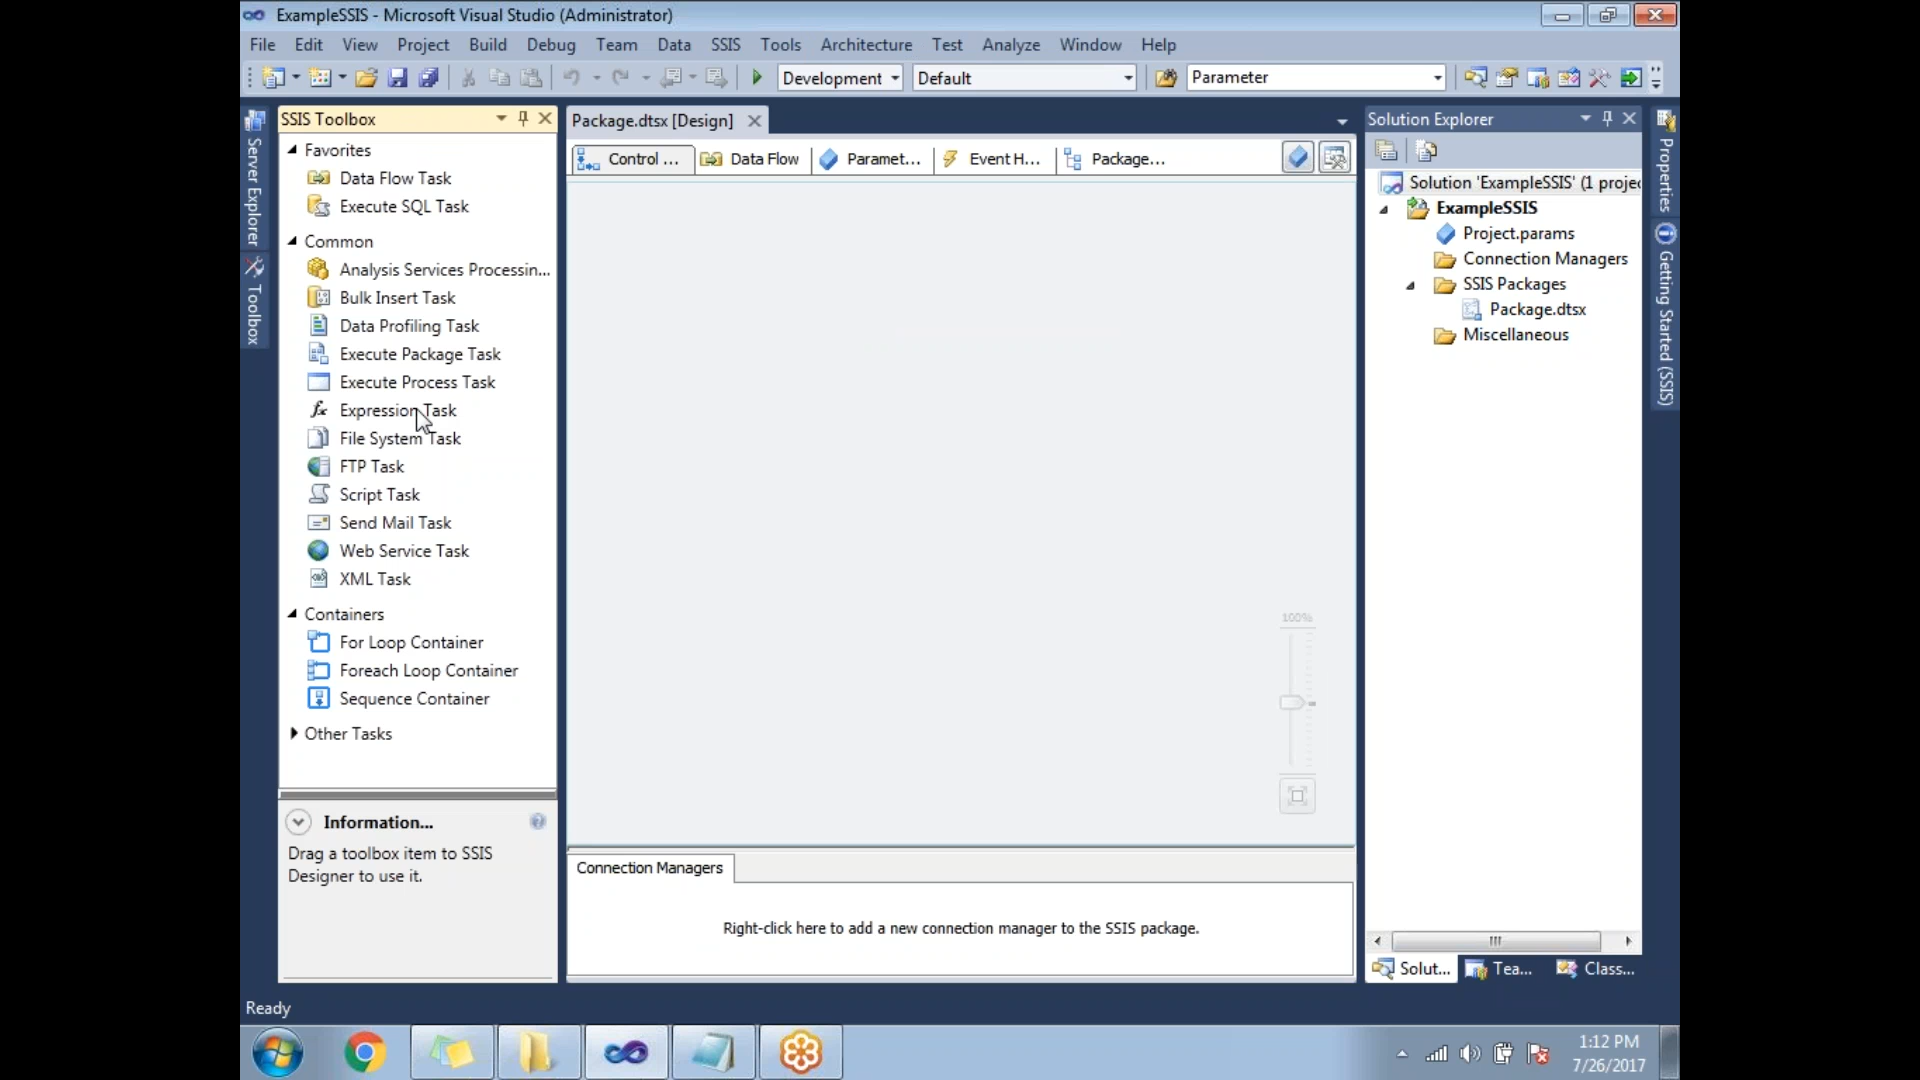 ExampleSSIS - Microsoft Visual Studio (Administrator)
File Edit View Project Build Debug Team Data SSIS Tools Architecture Test Analyze Window Help
Development Default Parameter
Server Explorer
Toolbox
SSIS Toolbox
Favorites
Data Flow Task
Execute SQL Task
Common
Analysis Services Processin...
Bulk Insert Task
Data Profiling Task
Execute Package Task
Execute Process Task
Expression Task
File System Task
FTP Task
Script Task
Send Mail Task
Web Service Task
XML Task
Containers
For Loop Container
Foreach Loop Container
Sequence Container
Other Tasks
Information...
Drag a toolbox item to SSIS
Designer to use it.
Package.dtsx [Design]
Control ... Data Flow Paramet... Event H... Package...
100%
Connection Managers
Right-click here to add a new connection manager to the SSIS package.
Solution Explorer
Solution 'ExampleSSIS' (1 projec
ExampleSSIS
Project.params
Connection Managers
SSIS Packages
Package.dtsx
Miscellaneous
Solut... Tea... Class...
Properties
Getting Started (SSIS)
Ready
1:12 PM
7/26/2017